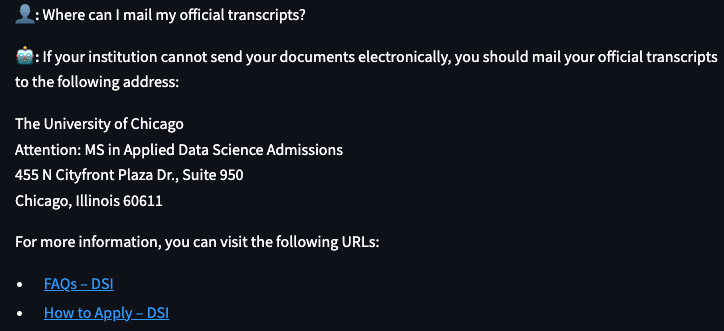 👤: Where can I mail my official transcripts?
🤖: If your institution cannot send your documents electronically, you should mail your official transcripts
to the following address:
The University of Chicago
Attention: MS in Applied Data Science Admissions
455 N Cityfront Plaza Dr., Suite 950
Chicago, Illinois 60611
For more information, you can visit the following URLs:
• FAQs – DSI
• How to Apply – DSI